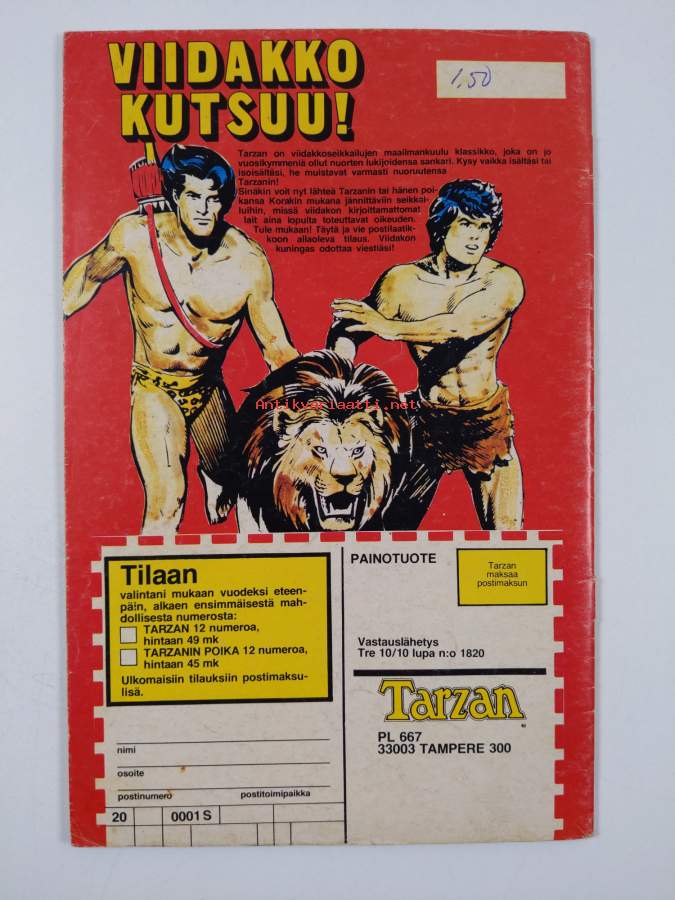 VIIDAKKO
KUTSUU!
1,50
Tarzan on viidakkoseikkailujen maailmankuulu klassikko, joka on jo
vuosikymmeniä ollut nuorten lukijoidensa sankari. Kysy vaikka isältäsi tai
isoisältäsi, he muistavat varmasti nuoruutensa
Tarzanin!
Sinäkin voit nyt lähteä Tarzanin tai hänen poi-
kansa Korakin mukana jännittäviin seikkai-
luihin, missä viidakon kirjoittamattomat
lait aina lopulta toteuttavat oikeuden.
Tule mukaan! Täytä ja vie postilaatik-
koon allaoleva tilaus. Viidakon
kuningas odottaa viestiäsi!
Antikvariaatti.net
Tilaan
valintani mukaan vuodeksi eteen-
päin, alkaen ensimmäisestä mah-
dollisesta numerosta:
TARZAN 12 numeroa,
hintaan 49 mk
TARZANIN POIKA 12 numeroa,
hintaan 45 mk
Ulkomaisiin tilauksiin postimaksu-
lisä.
nimi
osoite
postinumero postitoimipaikka
20 0001 S
PAINOTUOTE
Tarzan
maksaa
postimaksun
Vastauslähetys
Tre 10/10 lupa n:o 1820
Tarzan
PL 667
33003 TAMPERE 300